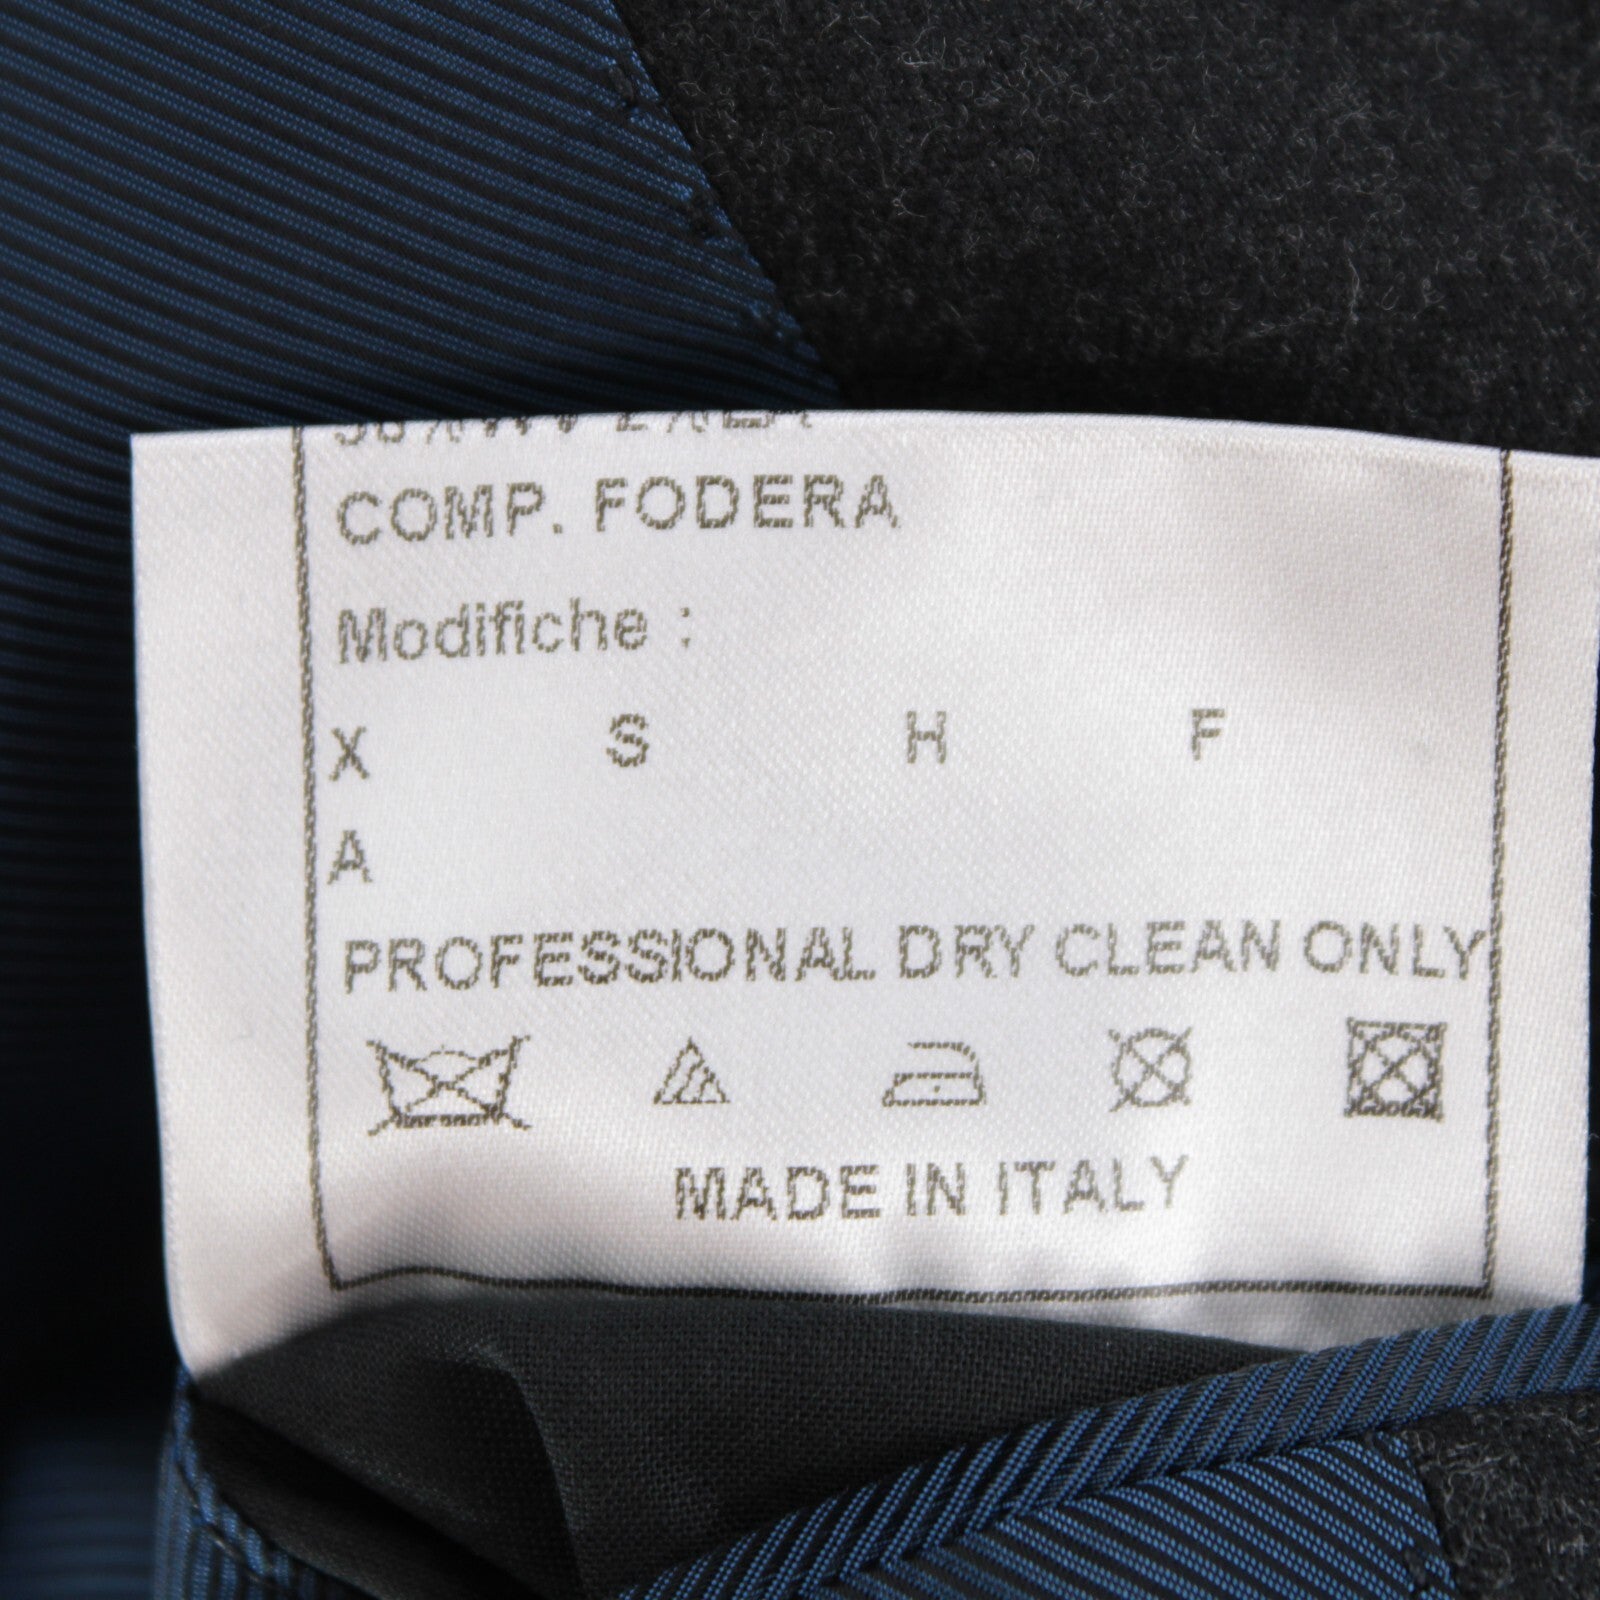 COMP. FODERA
Modifiche :
X S H F
A
PROFESSIONAL DRY CLEAN ONLY
MADE IN ITALY